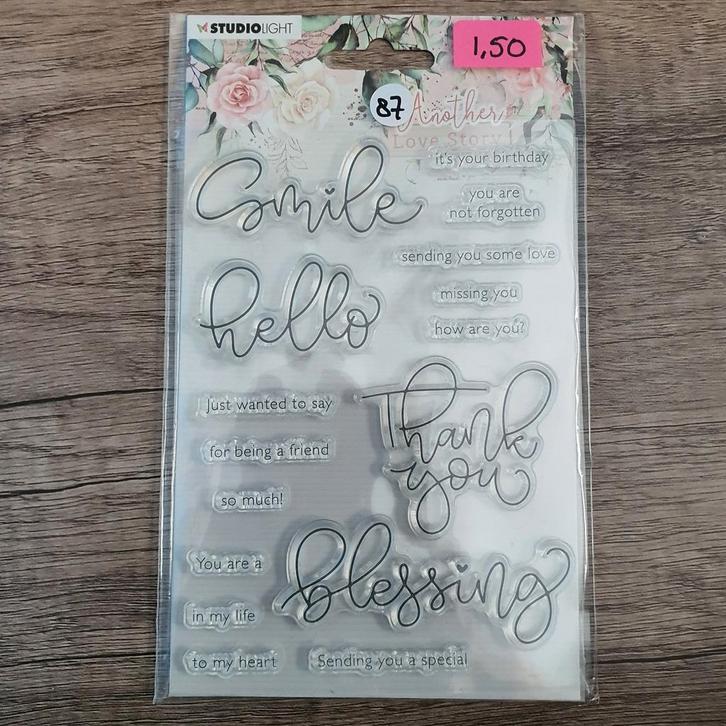 STUDIOLIGHT
1,50
87
Another
Love Story!
it's your birthday
Smile
you are
not forgotten
sending you some love
hello
missing you
how are you?
Just wanted to say
Thank
you
for being a friend
so much!
You are a
blessing
in my life
to my heart
Sending you a special